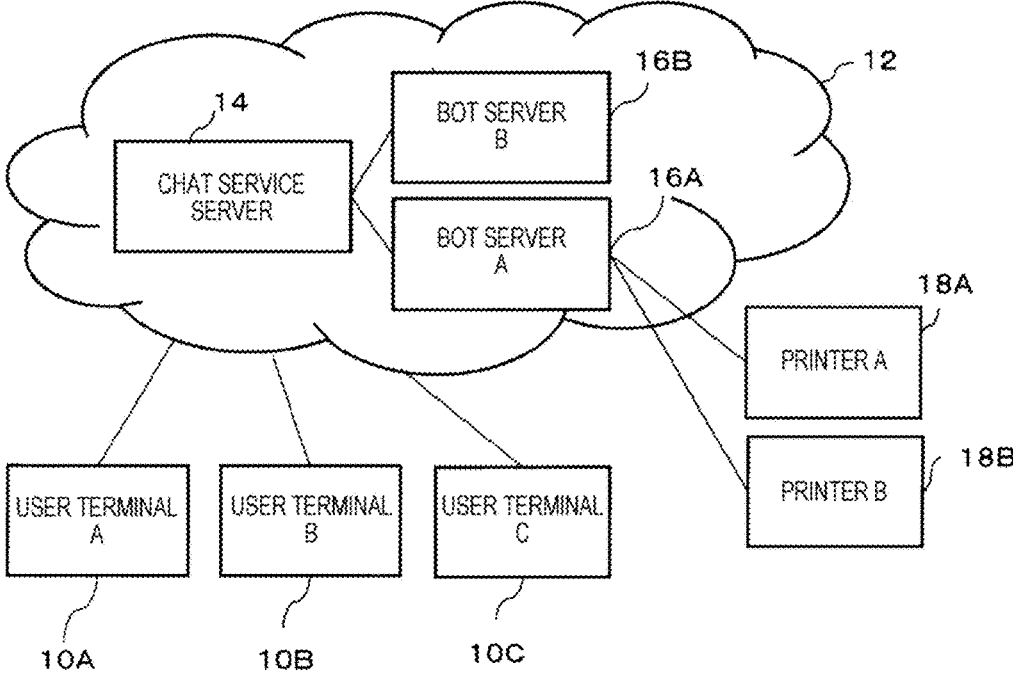 16B
12
14
BOT SERVER
B
CHAT SERVICE
SERVER
16A
BOT SERVER
A
18A
PRINTER A
18B
PRINTER B
USER TERMINAL
A
USER TERMINAL
B
USER TERMINAL
C
10A
10B
10C